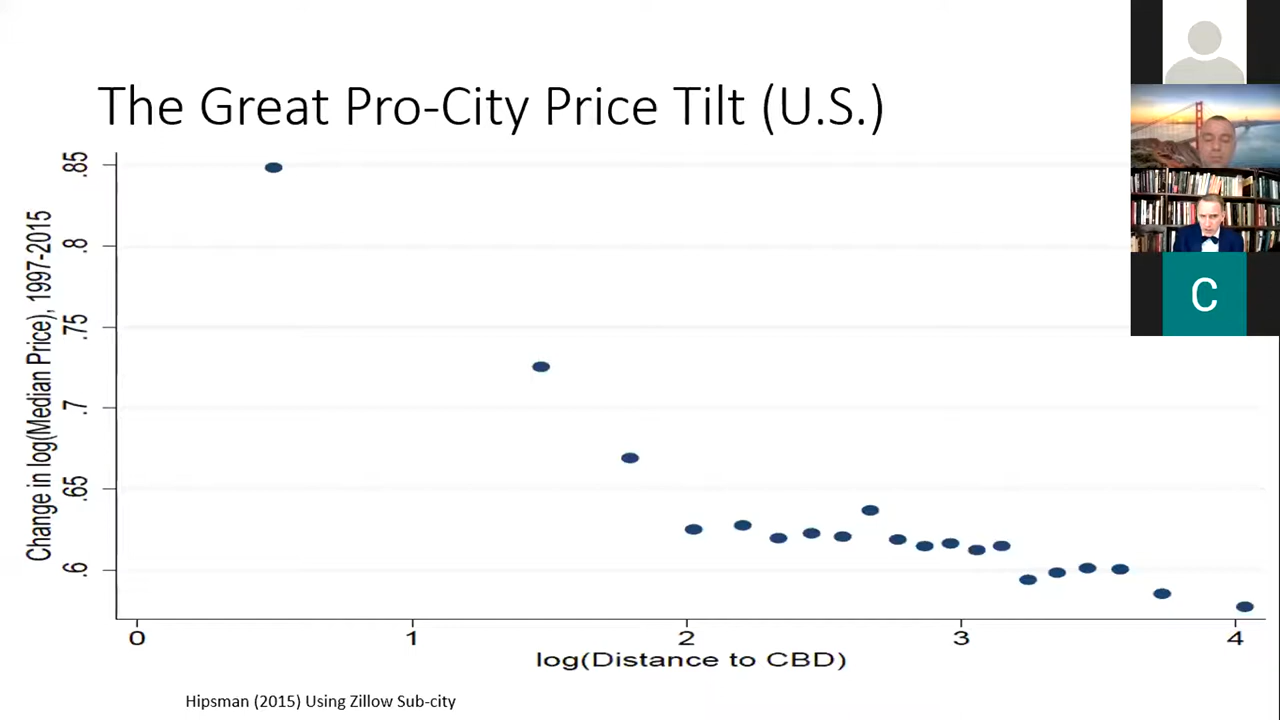 The Great Pro-City Price Tilt (U.S.)
Change in log(Median Price), 1997-2015
.85
.8
.75
.7
.65
.6
0 1 2 3 4
log(Distance to CBD)
Hipsman (2015) Using Zillow Sub-city
C